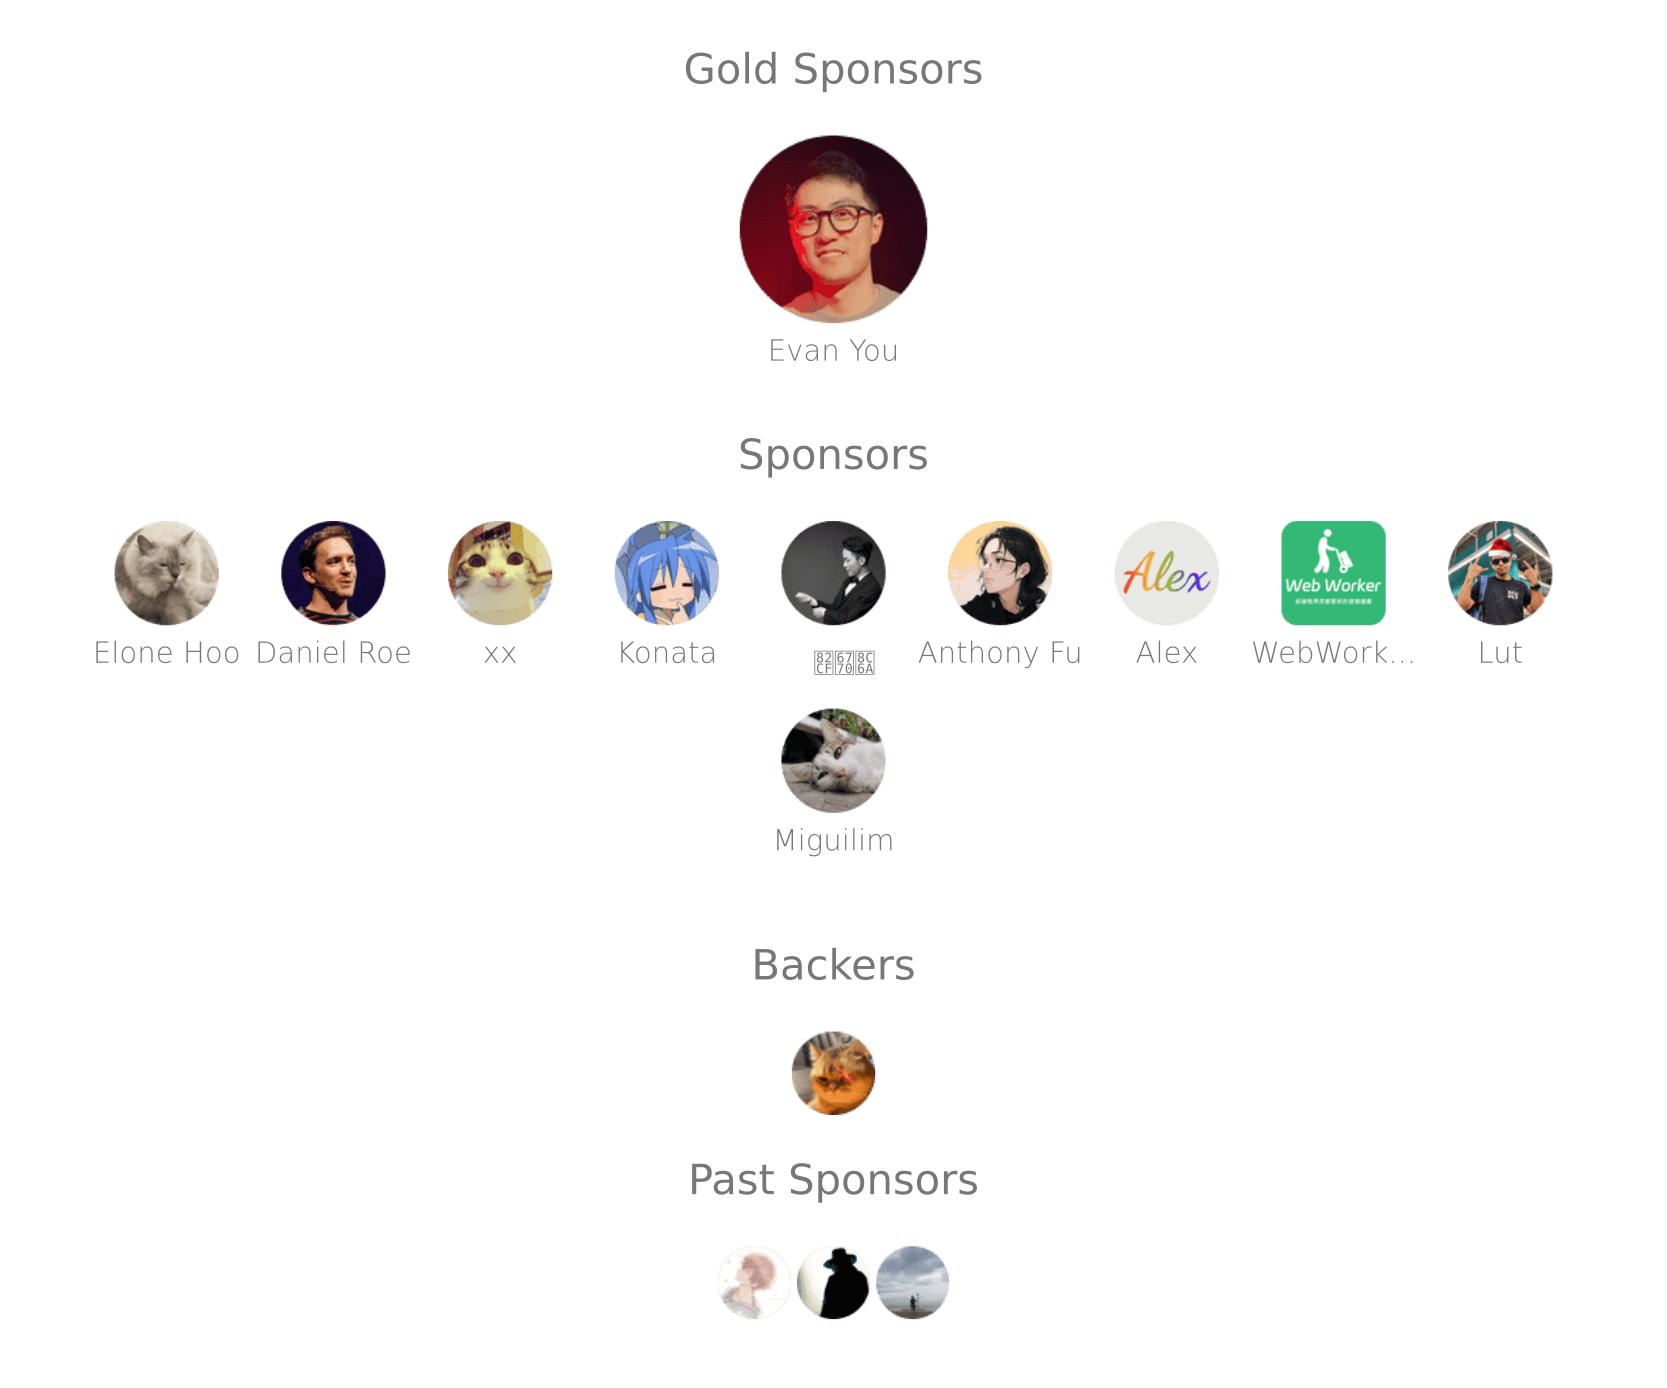 Gold Sponsors
Evan You
Sponsors
Alex
Web Worker
Elone Hoo Daniel Roe xx Konata Anthony Fu Alex WebWork... Lut
Miguilim
Backers
Past Sponsors